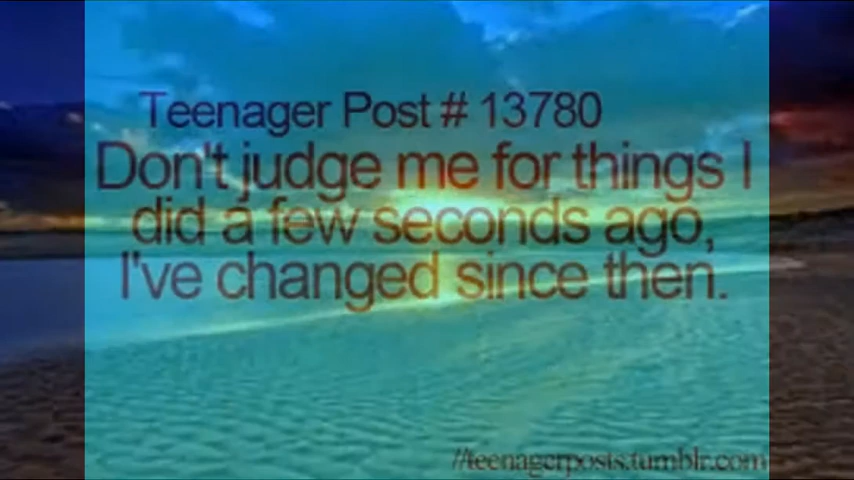 Teenager Post # 13780
Don't judge me for things I
did a few seconds ago,
I've changed since then.
//teenagerposts.tumblr.com